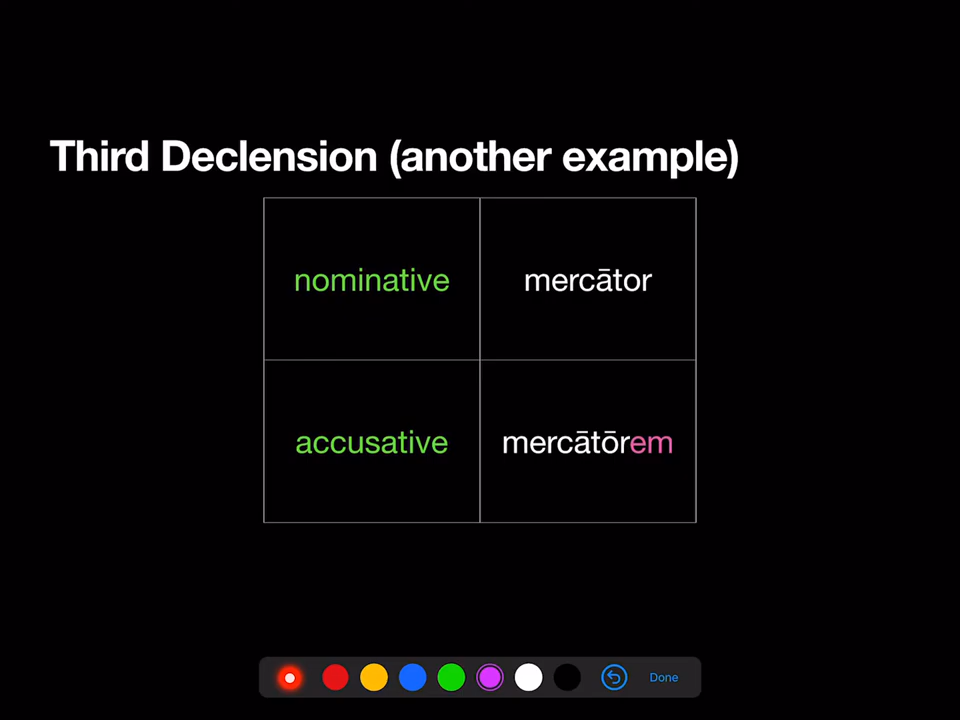 Third Declension (another example)
nominative mercātor
accusative mercātōrem
Done